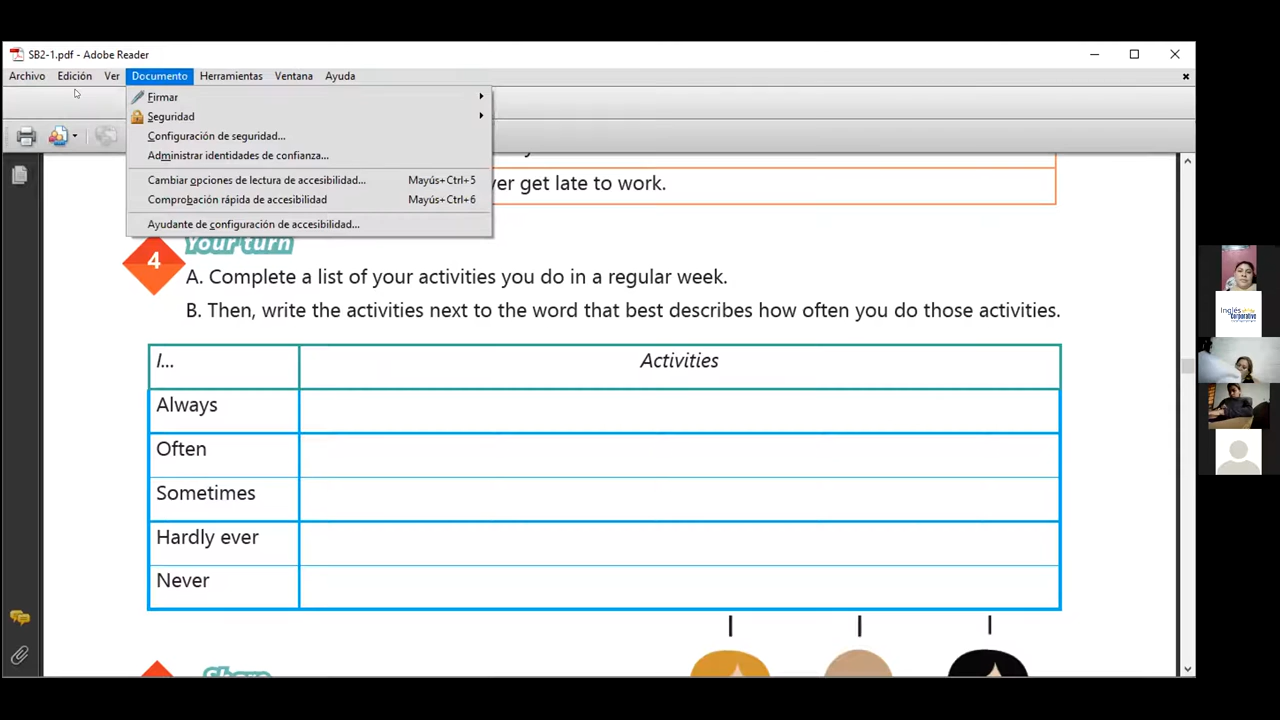 SB2-1.pdf - Adobe Reader
Archivo Edición Ver Documento Herramientas Ventana Ayuda
Firmar
Seguridad
Configuración de seguridad...
Administrar identidades de confianza...
Cambiar opciones de lectura de accesibilidad... Mayús+Ctrl+5
Comprobación rápida de accesibilidad Mayús+Ctrl+6
Ayudante de configuración de accesibilidad...
get late to work.
4 Your turn
A. Complete a list of your activities you do in a regular week.
B. Then, write the activities next to the word that best describes how often you do those activities.
I... Activities
Always
Often
Sometimes
Hardly ever
Never
Share
Inglés
Corporativo